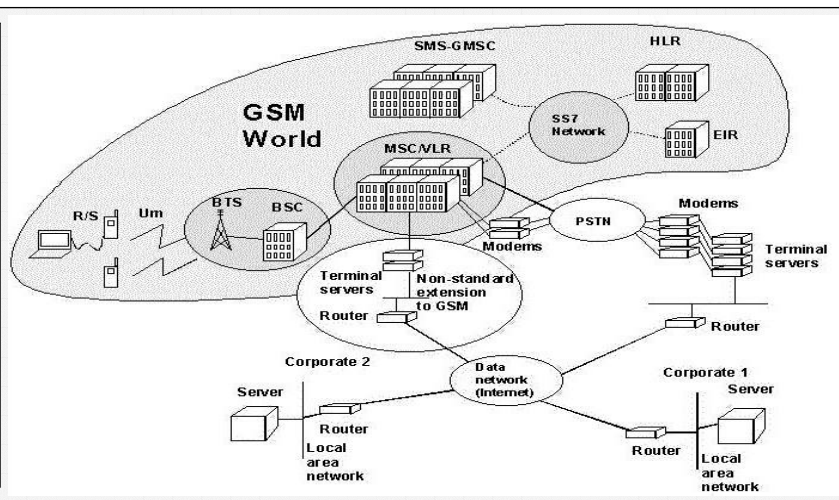 SMS-GMSC
HLR
GSM
World
SS7
Network
EIR
MSC/VLR
R/S
Um
BTS
BSC
Modems
PSTN
Modems
Terminal
servers
Terminal
servers
Non-standard
extension
to GSM
Router
Router
Corporate 2
Data
network
(Internet)
Corporate 1
Server
Server
Router
Local
area
network
Router
Local
area
network